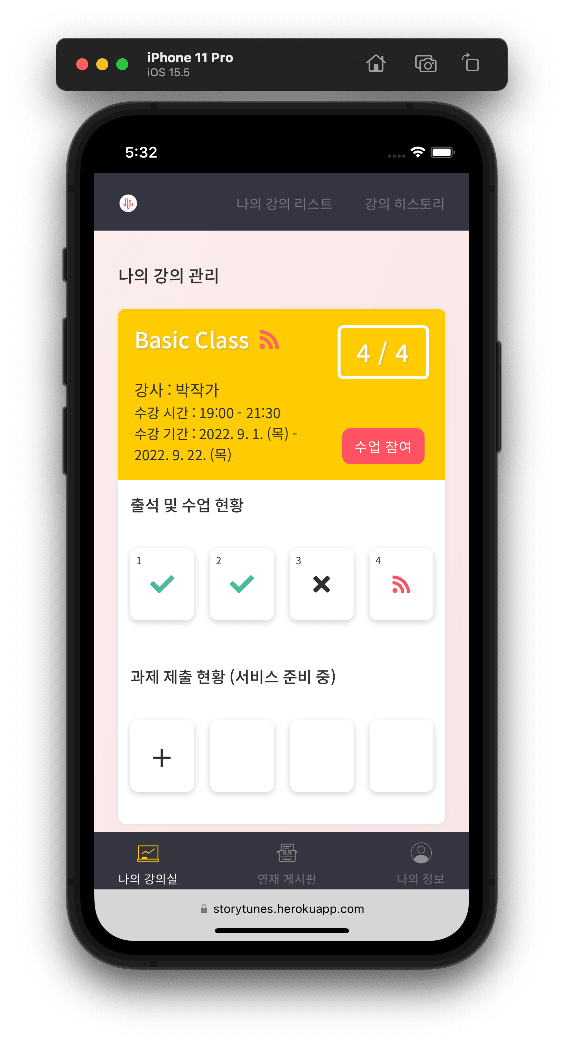 iPhone 11 Pro
iOS 15.5
5:32
나의 강의 리스트
강의 히스토리
나의 강의 관리
Basic Class
4 / 4
강사 : 박작가
수강 시간 : 19:00 - 21:30
수강 기간 : 2022. 9. 1. (목) -
2022. 9. 22. (목)
수업 참여
출석 및 수업 현황
1
2
3
4
과제 제출 현황 (서비스 준비 중)
나의 강의실
연재 게시판
나의 정보
storytunes.herokuapp.com